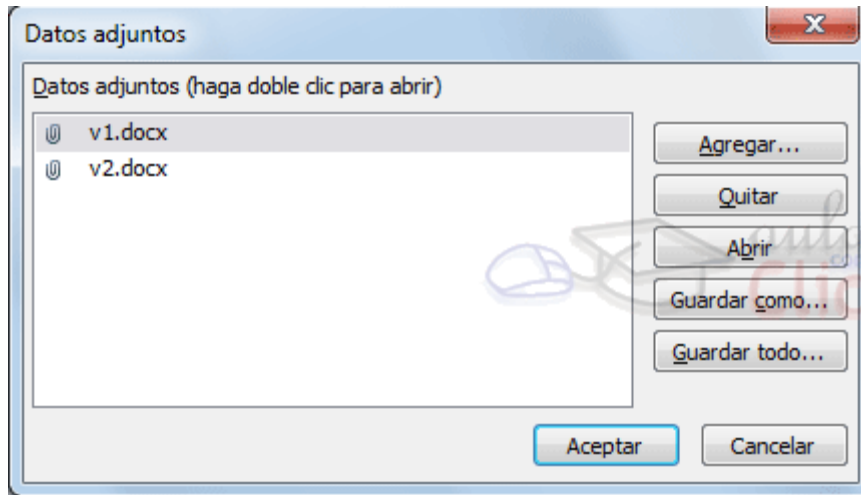 Datos adjuntos
Datos adjuntos (haga doble clic para abrir)
v1.docx
v2.docx
Agregar...
Quitar
Abrir
Guardar como...
Guardar todo...
Aceptar
Cancelar